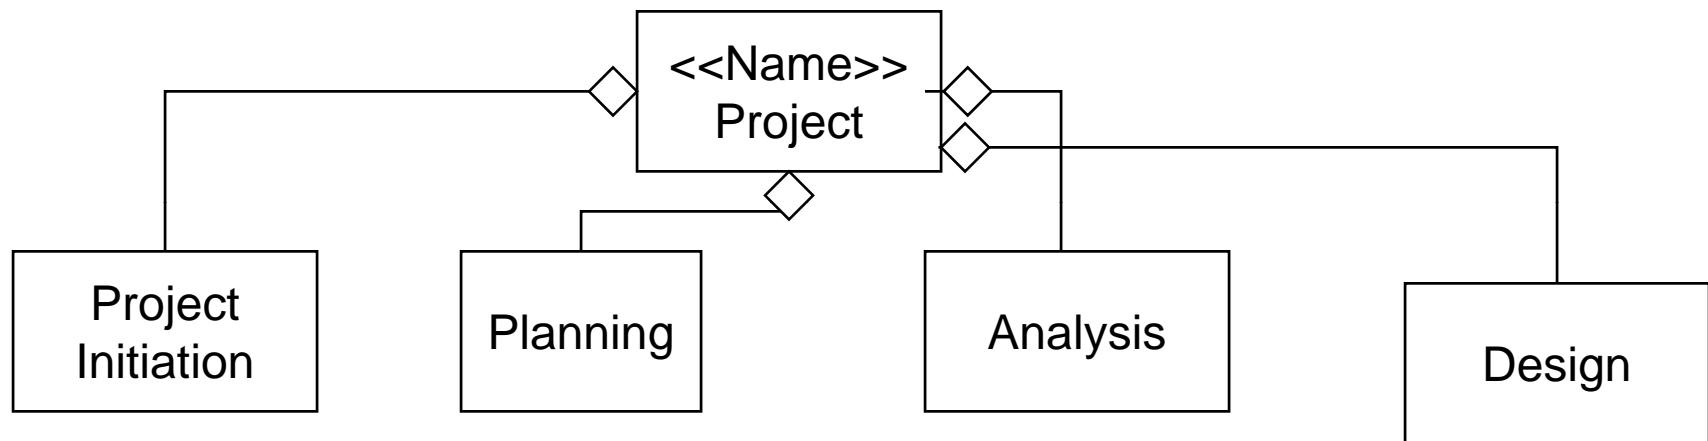 <<Name>>
Project
Project
Initiation
Planning
Analysis
Design